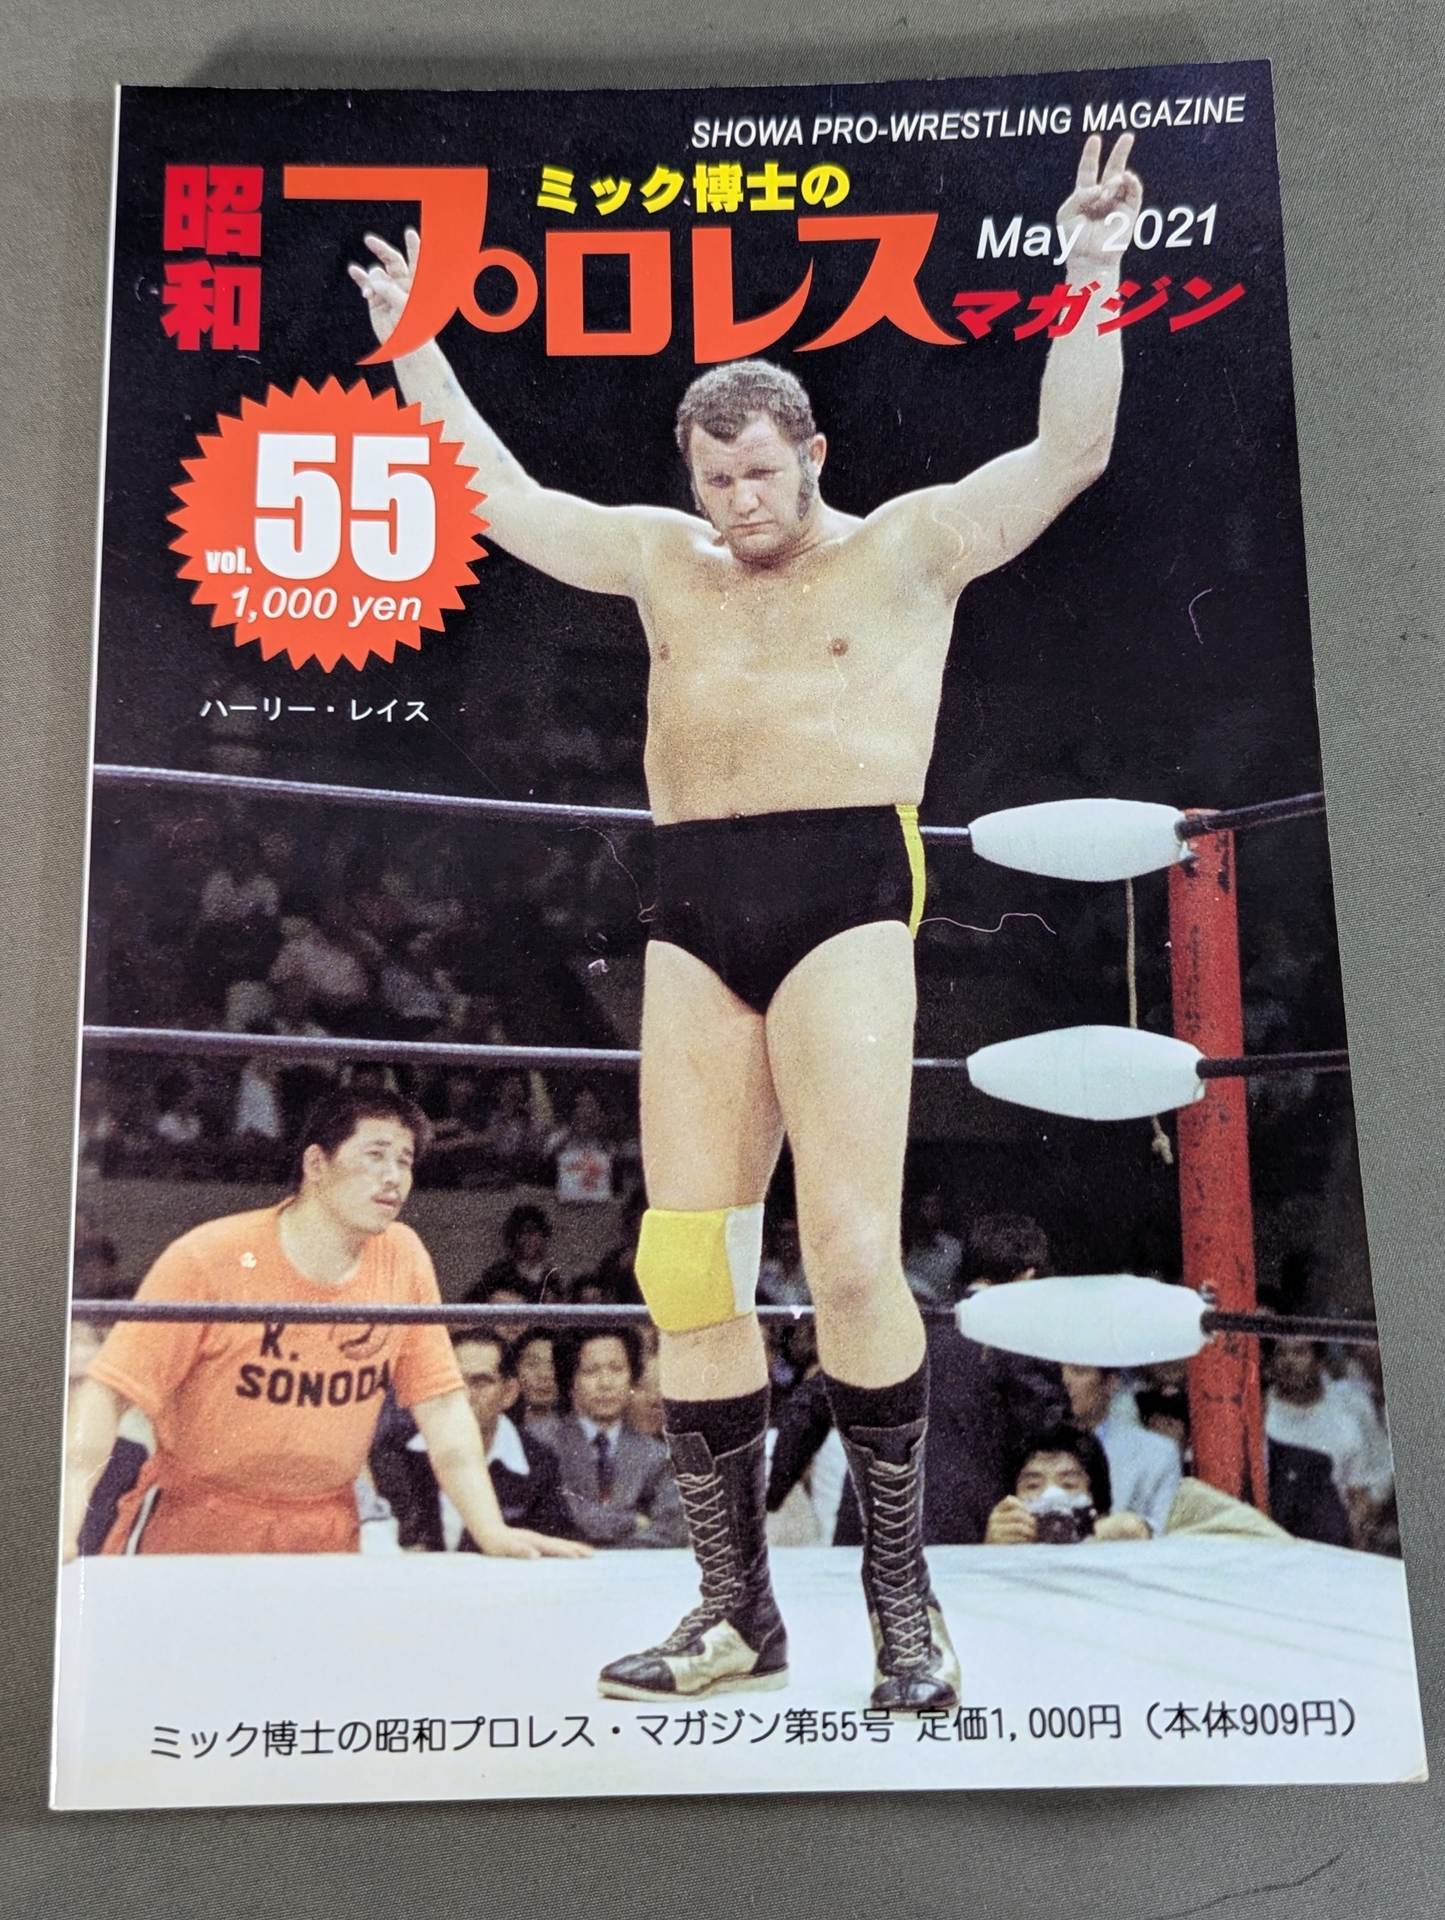 SHOWA PRO-WRESTLING MAGAZINE
昭和
ミック博士の
プロレス
May 2021
マガジン
vol. 55
1,000 yen
ハーリー・レイス
K.
SONODA
ミック博士の昭和プロレス・マガジン第55号 定価1,000円（本体909円）